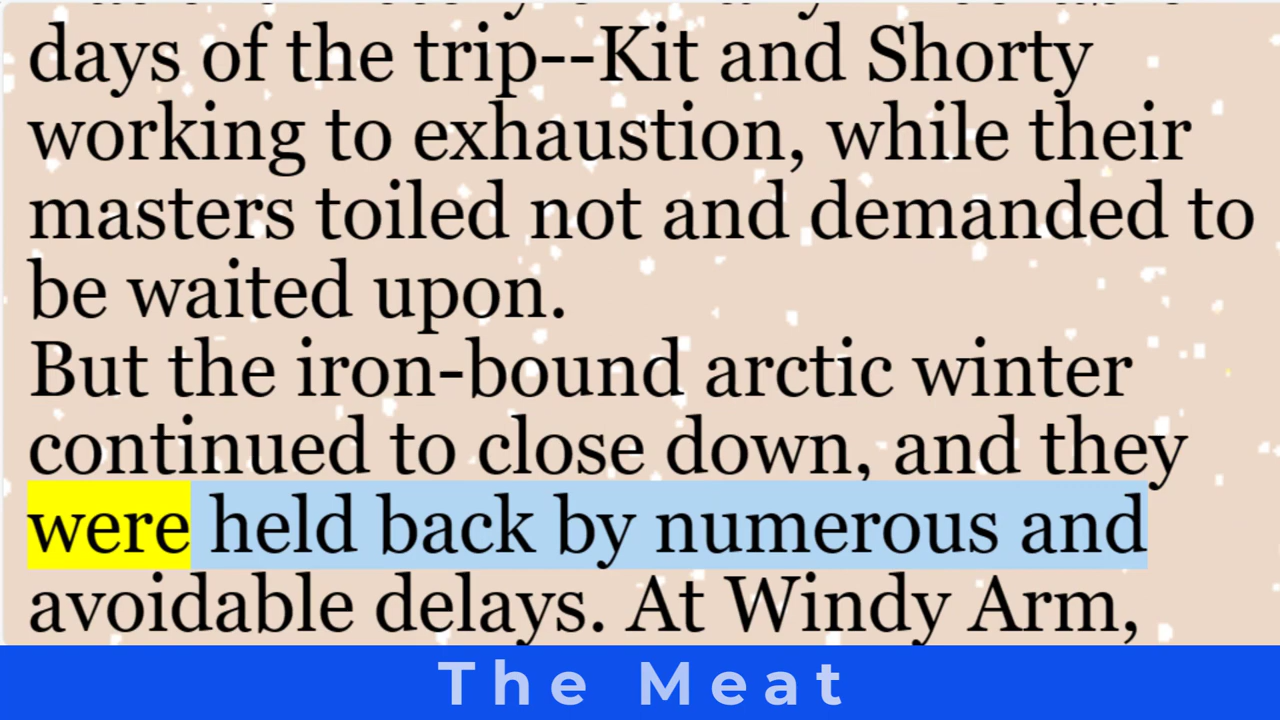 days of the trip--Kit and Shorty
working to exhaustion, while their
masters toiled not and demanded to
be waited upon.
But the iron-bound arctic winter
continued to close down, and they
were held back by numerous and
avoidable delays. At Windy Arm,
The Meat